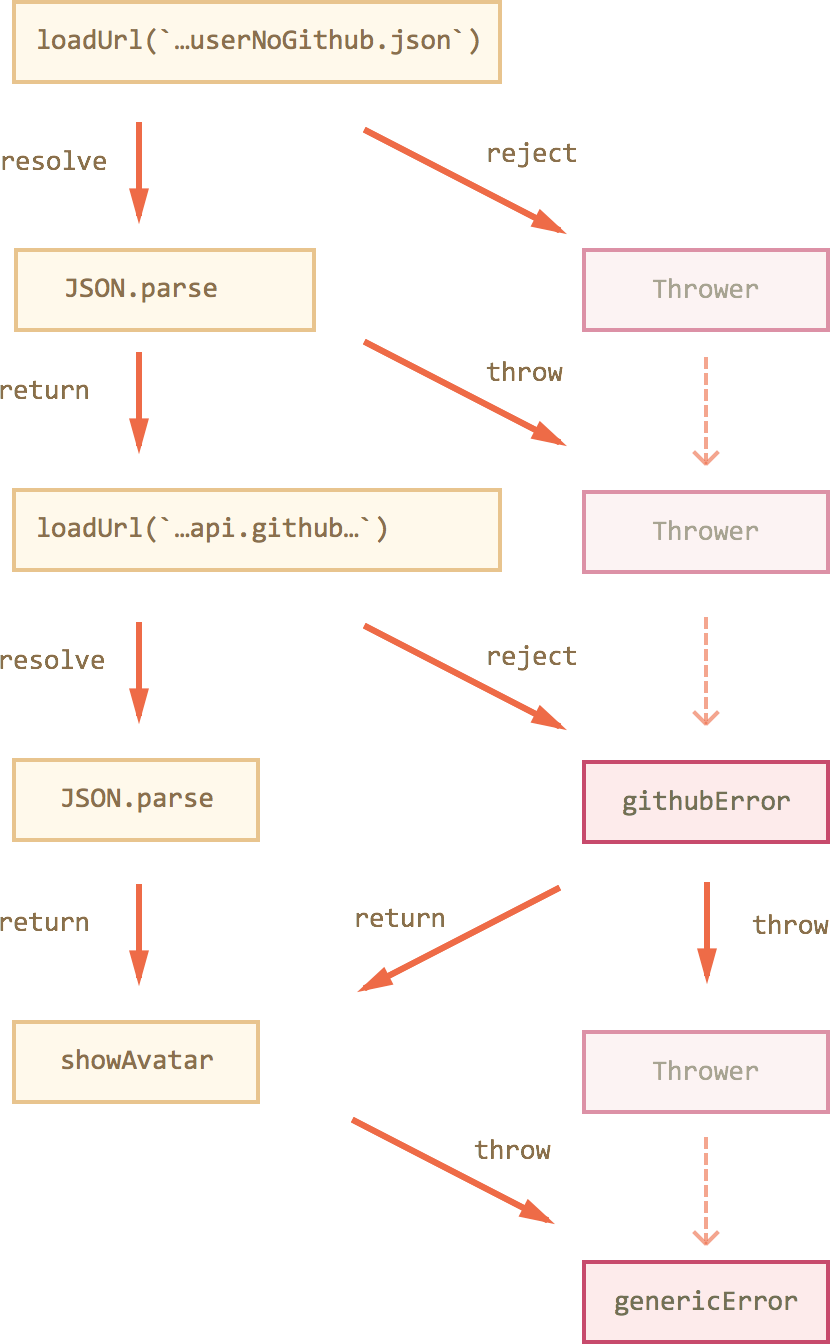 loadUrl(`…userNoGithub.json`)
resolve
reject
JSON.parse
Thrower
return
throw
loadUrl(`…api.github…`)
Thrower
resolve
reject
JSON.parse
githubError
return
return
throw
showAvatar
Thrower
throw
genericError